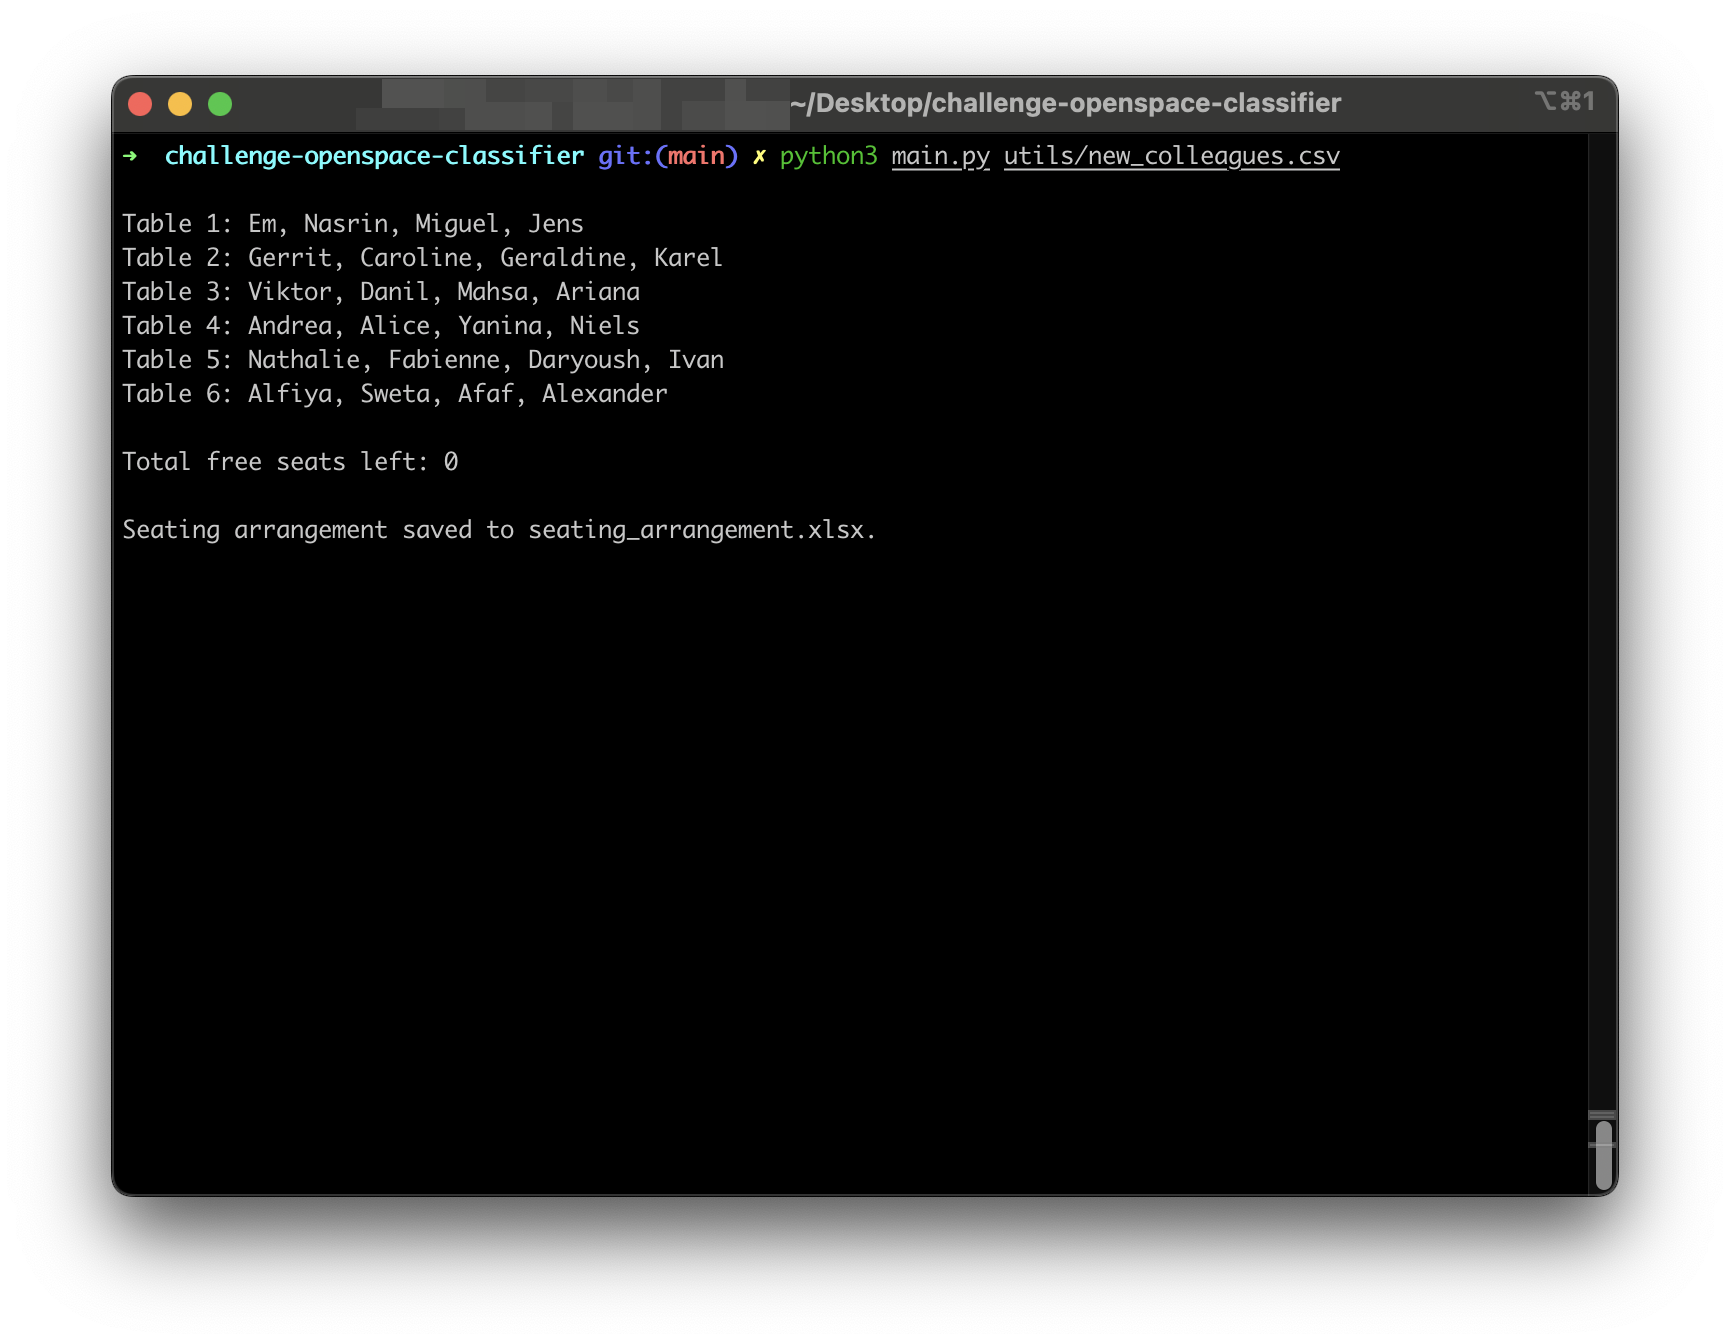 ~/Desktop/challenge-openspace-classifier ⌥⌘1
➜ challenge-openspace-classifier git:(main) ✗ python3 main.py utils/new_colleagues.csv
Table 1: Em, Nasrin, Miguel, Jens
Table 2: Gerrit, Caroline, Geraldine, Karel
Table 3: Viktor, Danil, Mahsa, Ariana
Table 4: Andrea, Alice, Yanina, Niels
Table 5: Nathalie, Fabienne, Daryoush, Ivan
Table 6: Alfiya, Sweta, Afaf, Alexander
Total free seats left: 0
Seating arrangement saved to seating_arrangement.xlsx.